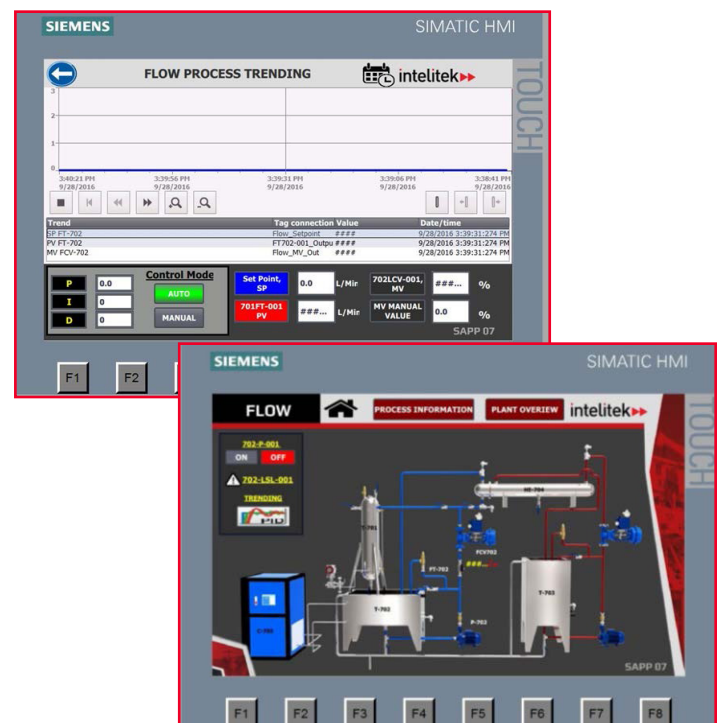 SIEMENS SIMATIC HMI
TOUCH
FLOW PROCESS TRENDING intelitek
3
2
1
0
3:40:21 PM 3:39:56 PM 3:39:31 PM 3:39:06 PM 3:38:41 PM
9/28/2016 9/28/2016 9/28/2016 9/28/2016 9/28/2016
Trend Tag connection Value Date/time
SP FT-702 Flow_Setpoint #### 9/28/2016 3:39:31:274 PM
PV FT-702 FT702-001_Outpu #### 9/28/2016 3:39:31:274 PM
MV FCV-702 Flow_MV_Out #### 9/28/2016 3:39:31:274 PM
Control Mode
P 0.0 AUTO Set Point, SP 0.0 L/Min 702LCV-001, MV ###... %
I 0
D 0 MANUAL 701FT-001 PV ###... L/Min MV MANUAL VALUE 0.0 %
SAPP 07
F1 F2
SIEMENS SIMATIC HMI
TOUCH
FLOW PROCESS INFORMATION PLANT OVERIEW intelitek
702-P-001
ON OFF
702-LSL-001
TRENDING
PID
T-701
FCV702
###...
FT-702
T-702
P-702
T-703
SAPP 07
F1 F2 F3 F4 F5 F6 F7 F8